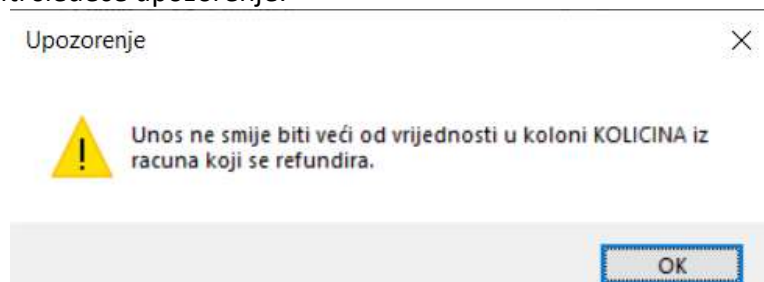 Upozorenje
Unos ne smije biti veći od vrijednosti u koloni KOLICINA iz
racuna koji se refundira.
OK